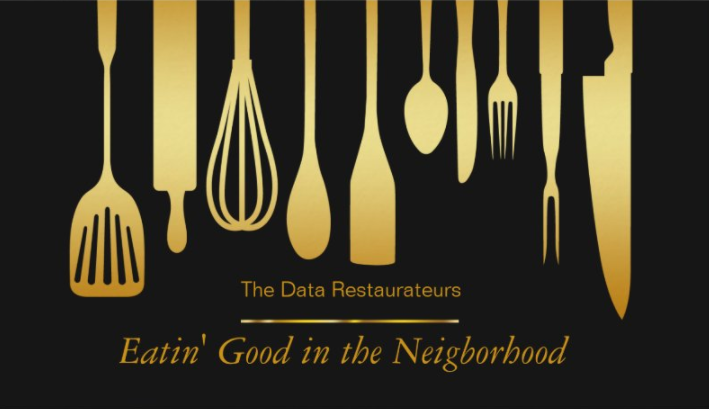 The Data Restaurateurs
Eatin' Good in the Neigborhood